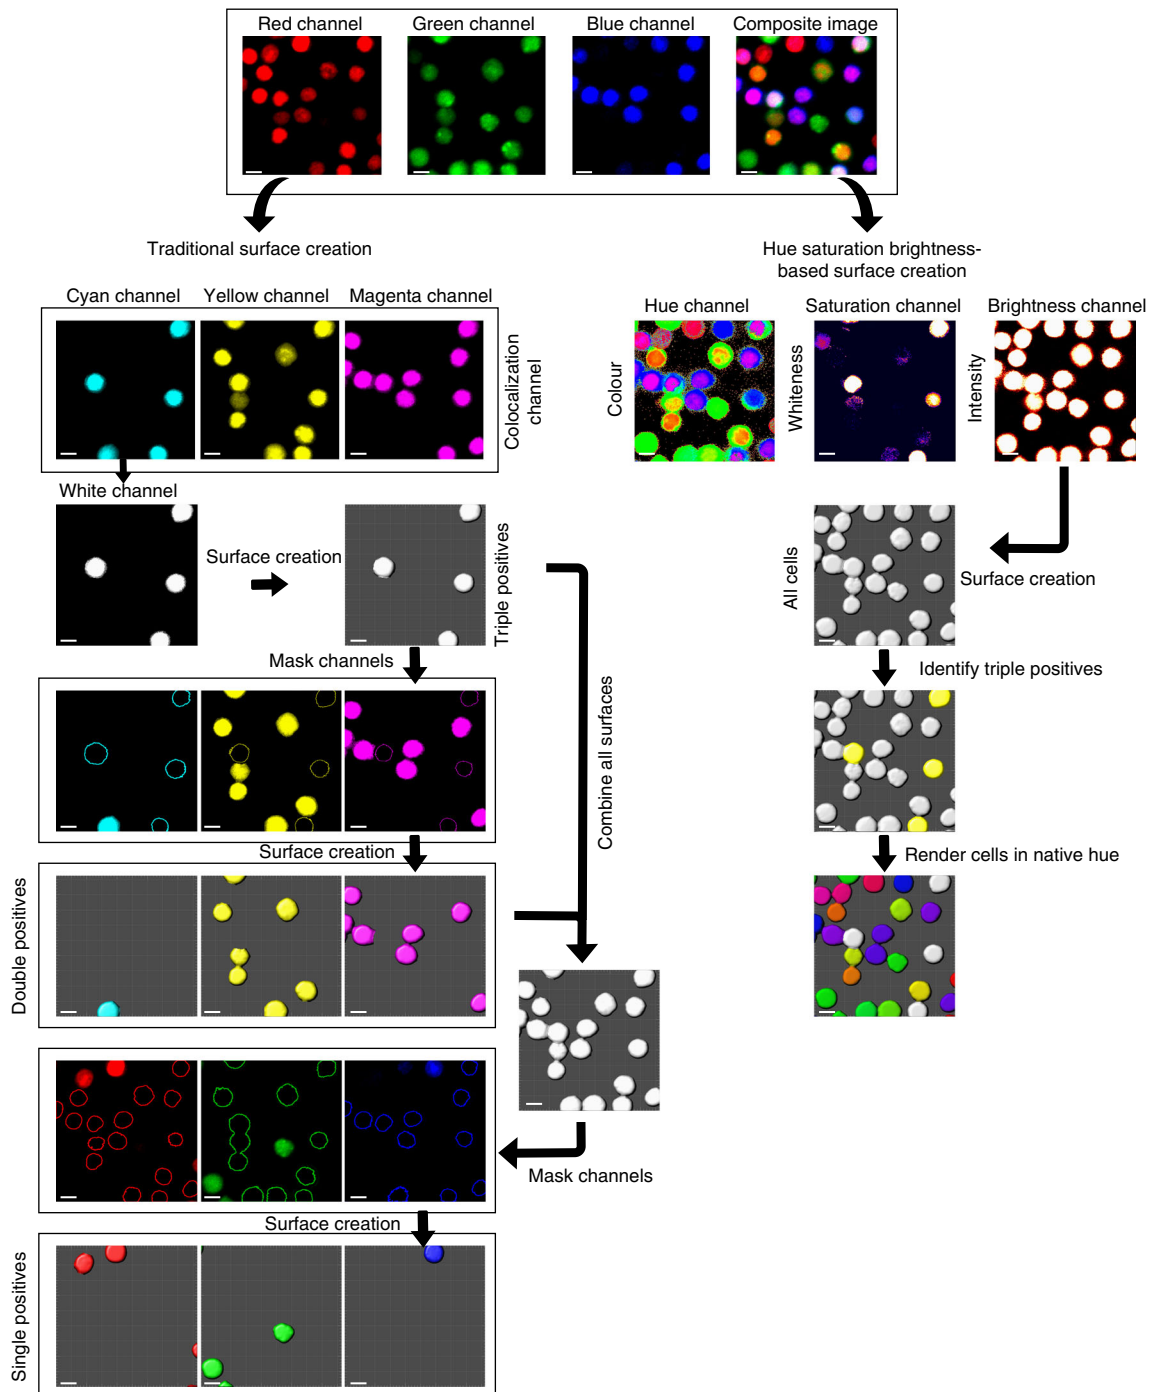 Red channel
Green channel
Blue channel
Composite image
Traditional surface creation
Hue saturation brightness-
based surface creation
Cyan channel
Yellow channel
Magenta channel
Colocalization
channel
Hue channel
Saturation channel
Brightness channel
Colour
Whiteness
Intensity
White channel
Surface creation
Triple positives
Mask channels
Surface creation
Double positives
Combine all surfaces
Mask channels
Surface creation
Single positives
All cells
Surface creation
Identify triple positives
Render cells in native hue